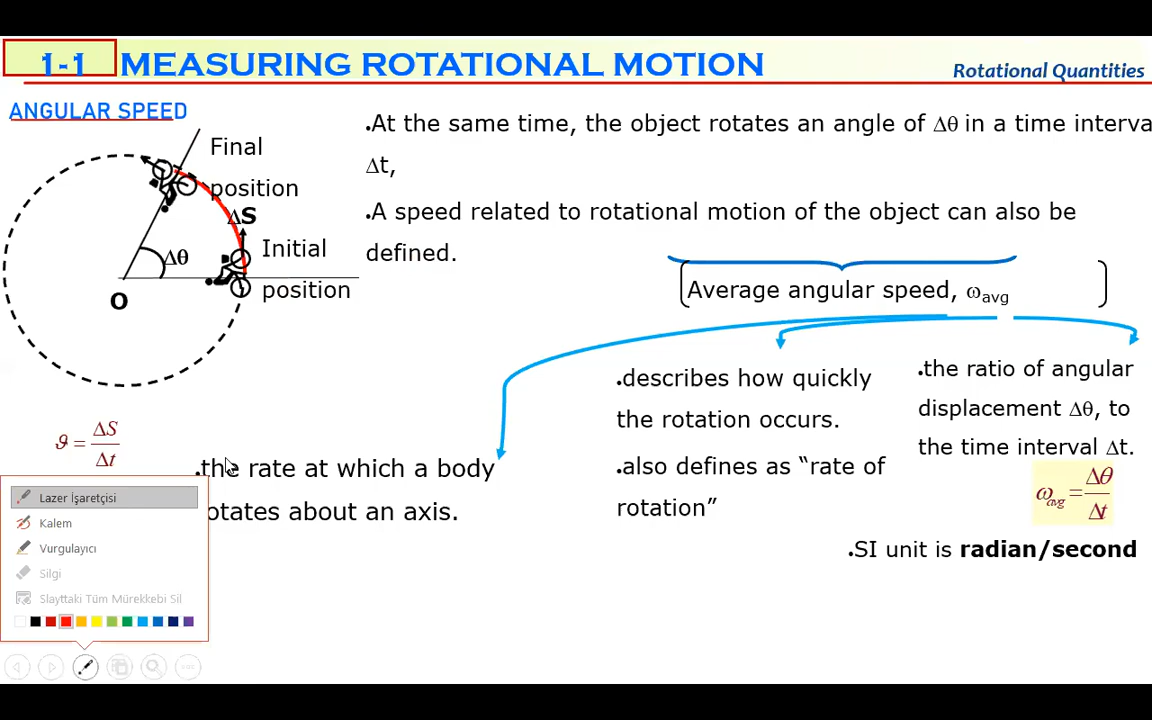 1-1 MEASURING ROTATIONAL MOTION
Rotational Quantities
ANGULAR SPEED
Final
position
ΔS
Initial
position
Δθ
O
•At the same time, the object rotates an angle of Δθ in a time interva
Δt,
•A speed related to rotational motion of the object can also be
defined.
Average angular speed, ωavg
•the rate at which a body
otates about an axis.
•describes how quickly
the rotation occurs.
•also defines as “rate of
rotation”
•the ratio of angular
displacement Δθ, to
the time interval Δt.
ωavg = Δθ/Δt
•SI unit is radian/second
ϑ = ΔS/Δt
Lazer İşaretçisi
Kalem
Vurgulayıcı
Silgi
Slayttaki Tüm Mürekkebi Sil